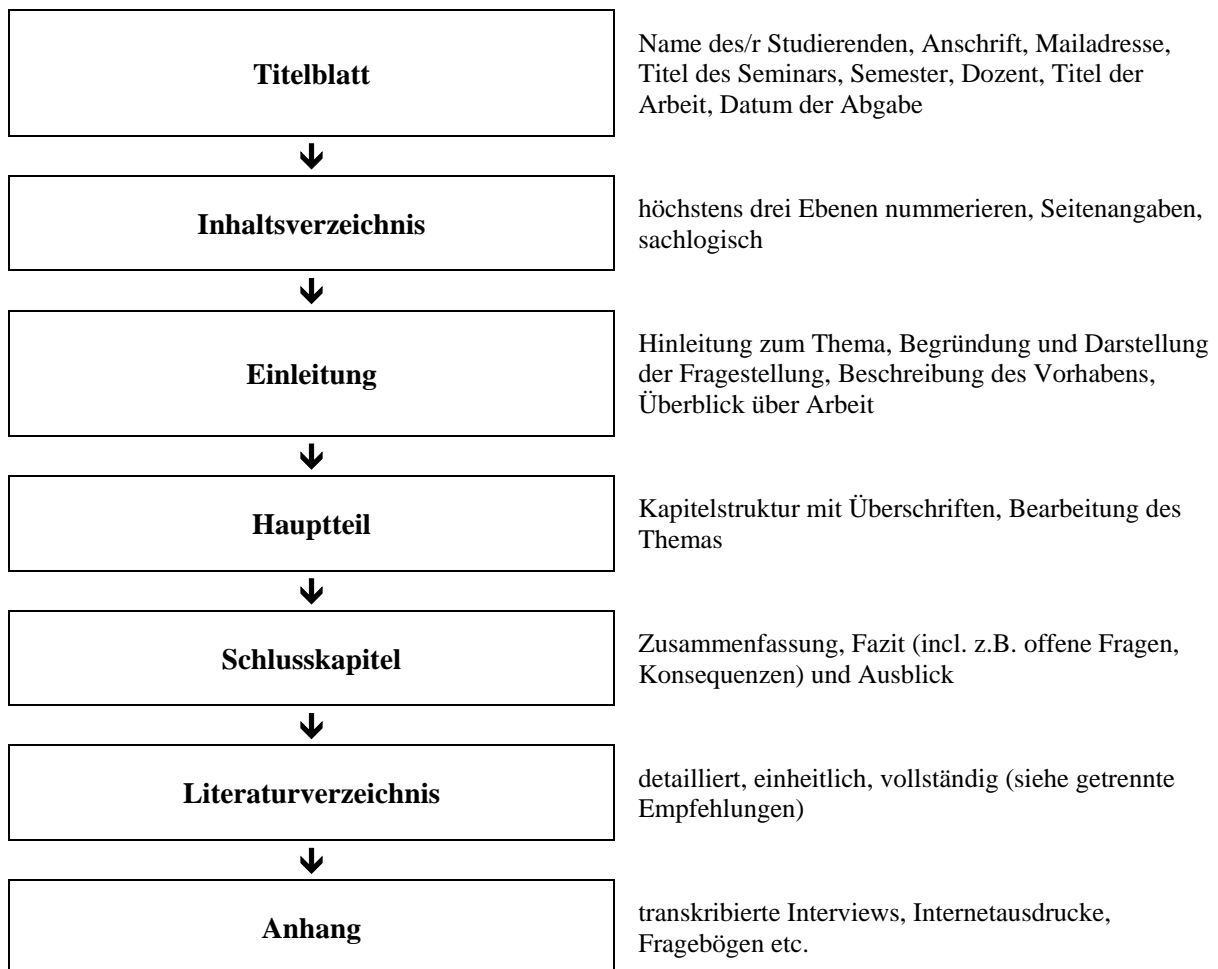 Titelblatt
Name des/r Studierenden, Anschrift, Mailadresse,
Titel des Seminars, Semester, Dozent, Titel der
Arbeit, Datum der Abgabe
Inhaltsverzeichnis
höchstens drei Ebenen nummerieren, Seitenangaben,
sachlogisch
Einleitung
Hinleitung zum Thema, Begründung und Darstellung
der Fragestellung, Beschreibung des Vorhabens,
Überblick über Arbeit
Hauptteil
Kapitelstruktur mit Überschriften, Bearbeitung des
Themas
Schlusskapitel
Zusammenfassung, Fazit (incl. z.B. offene Fragen,
Konsequenzen) und Ausblick
Literaturverzeichnis
detailliert, einheitlich, vollständig (siehe getrennte
Empfehlungen)
Anhang
transkribierte Interviews, Internetausdrucke,
Fragebögen etc.